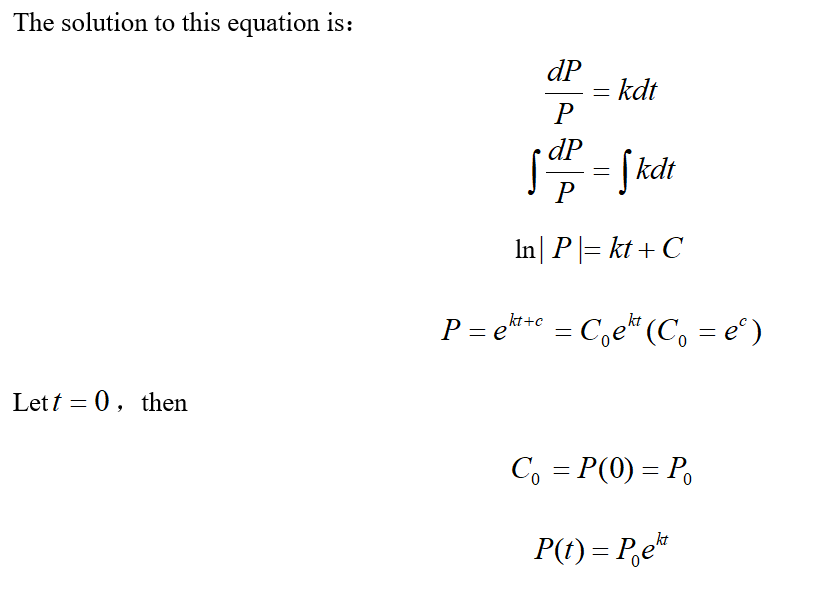 The solution to this equation is：
dP/P = kdt
∫ dP/P = ∫ kdt
ln| P |= kt + C
P = e^{kt+c} = C₀e^{kt} (C₀ = e^{c})
Let t = 0， then
C₀ = P(0) = P₀
P(t) = P₀e^{kt}